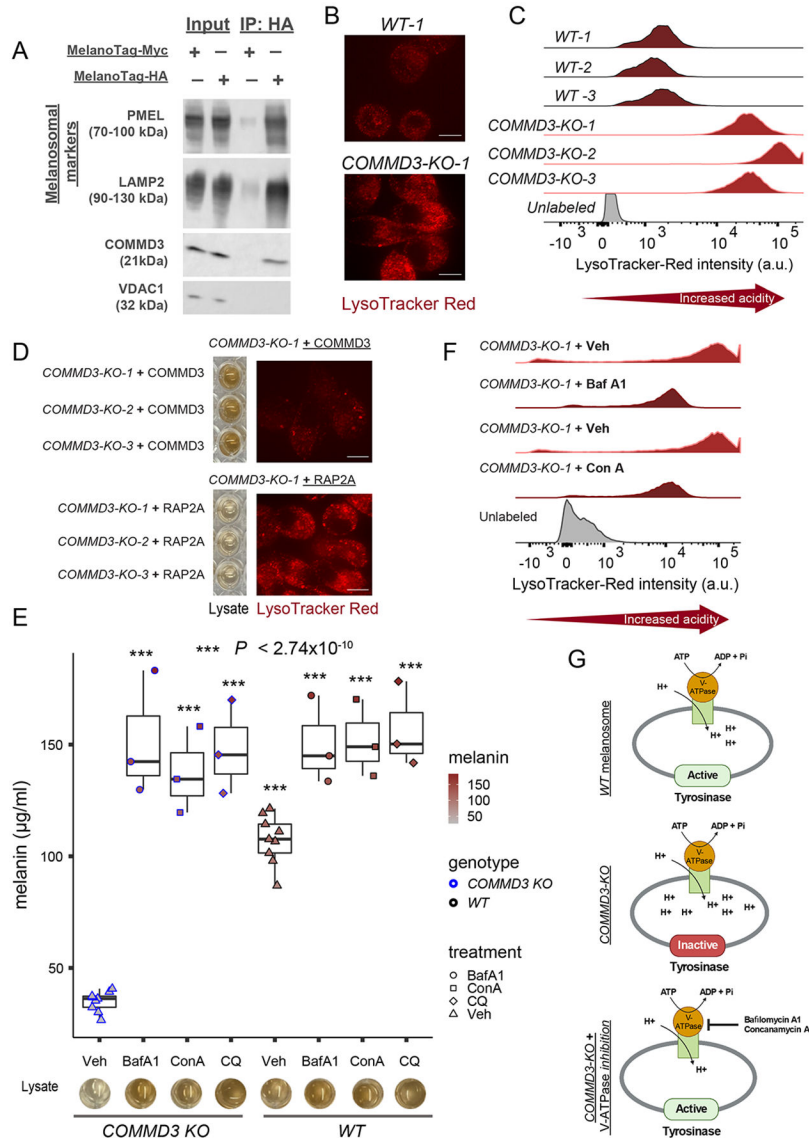 A
Input IP: HA
MelanoTag-Myc + − + −
MelanoTag-HA − + − +
Melanosomal
markers
PMEL
(70-100 kDa)
LAMP2
(90-130 kDa)
COMMD3
(21kDa)
VDAC1
(32 kDa)
B
WT-1
COMMD3-KO-1
LysoTracker Red
C
WT-1
WT-2
WT -3
COMMD3-KO-1
COMMD3-KO-2
COMMD3-KO-3
Unlabeled
-10 3 0 10 3 10 4 10 5
LysoTracker-Red intensity (a.u.)
Increased acidity
D
COMMD3-KO-1 + COMMD3
COMMD3-KO-1 + COMMD3
COMMD3-KO-2 + COMMD3
COMMD3-KO-3 + COMMD3
COMMD3-KO-1 + RAP2A
COMMD3-KO-1 + RAP2A
COMMD3-KO-2 + RAP2A
COMMD3-KO-3 + RAP2A
Lysate LysoTracker Red
F
COMMD3-KO-1 + Veh
COMMD3-KO-1 + Baf A1
COMMD3-KO-1 + Veh
COMMD3-KO-1 + Con A
Unlabeled
-10 3 0 10 3 10 4 10 5
LysoTracker-Red intensity (a.u.)
Increased acidity
E
*** P < 2.74x10-10
***
***
***
***
***
***
***
melanin (µg/ml)
150
100
50
Veh BafA1 ConA CQ Veh BafA1 ConA CQ
Lysate
COMMD3 KO WT
melanin
150
100
50
genotype
COMMD3 KO
WT
treatment
BafA1
ConA
CQ
Veh
G
WT melanosome
ATP ADP + Pi
V-
ATPase
H+
H+
H+ H+
H+
Active
Tyrosinase
COMMD3-KO
ATP ADP + Pi
V-
ATPase
H+
H+ H+ H+
H+ H+ H+ H+
H+
Inactive
Tyrosinase
COMMD3-KO +
V-ATPase inhibition
ATP ADP + Pi
V-
ATPase
Bafilomycin A1
Concanamycin A
H+
H+
Active
Tyrosinase